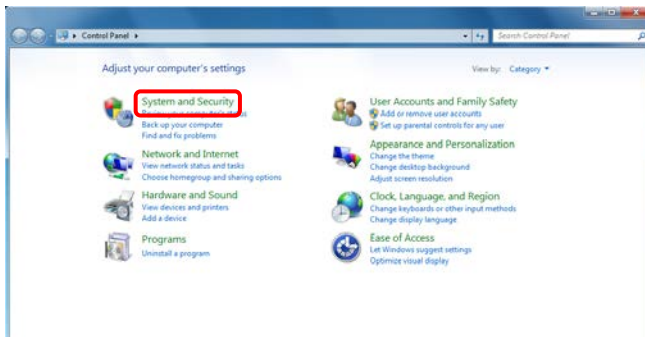 Control Panel
Search Control Panel
Adjust your computer's settings
View by: Category
System and Security
Review your computer's status
Back up your computer
Find and fix problems
Network and Internet
View network status and tasks
Choose homegroup and sharing options
Hardware and Sound
View devices and printers
Add a device
Programs
Uninstall a program
User Accounts and Family Safety
Add or remove user accounts
Set up parental controls for any user
Appearance and Personalization
Change the theme
Change desktop background
Adjust screen resolution
Clock, Language, and Region
Change keyboards or other input methods
Change display language
Ease of Access
Let Windows suggest settings
Optimize visual display